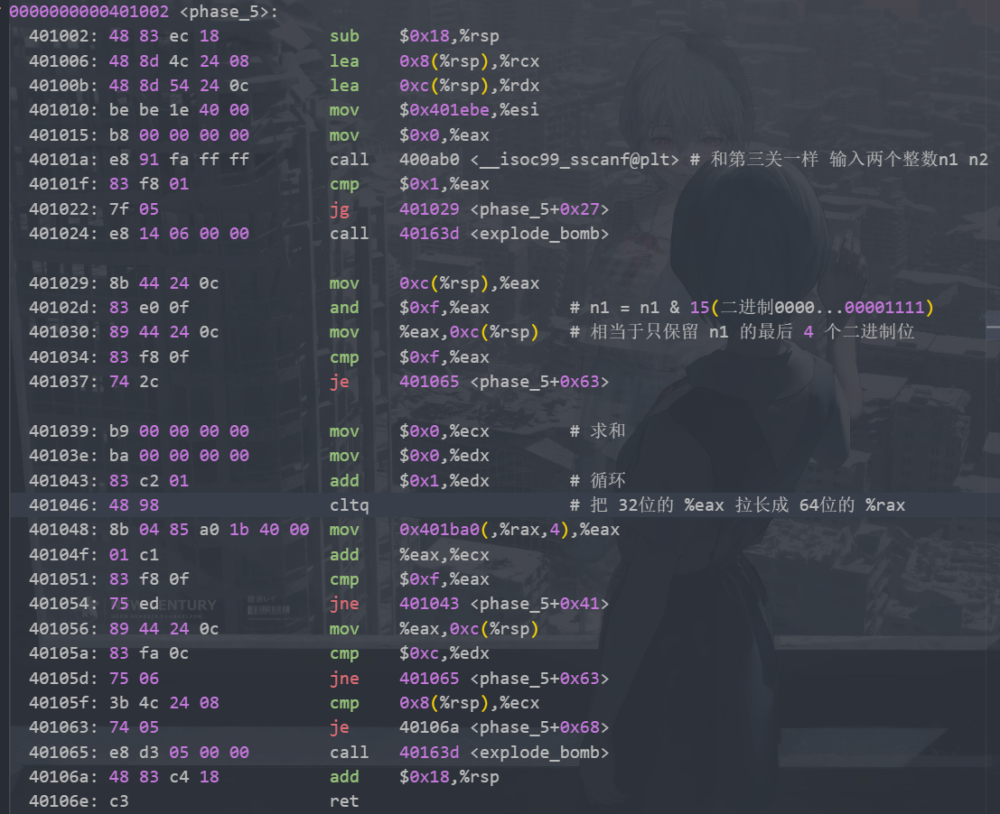 0000000000401002 <phase_5>:
401002: 48 83 ec 18 sub $0x18,%rsp
401006: 48 8d 4c 24 08 lea 0x8(%rsp),%rcx
40100b: 48 8d 54 24 0c lea 0xc(%rsp),%rdx
401010: be be 1e 40 00 mov $0x401ebe,%esi
401015: b8 00 00 00 00 mov $0x0,%eax
40101a: e8 91 fa ff ff call 400ab0 <__isoc99_sscanf@plt> # 和第三关一样 输入两个整数n1 n2
40101f: 83 f8 01 cmp $0x1,%eax
401022: 7f 05 jg 401029 <phase_5+0x27>
401024: e8 14 06 00 00 call 40163d <explode_bomb>
401029: 8b 44 24 0c mov 0xc(%rsp),%eax
40102d: 83 e0 0f and $0xf,%eax # n1 = n1 & 15(二进制0000...00001111)
401030: 89 44 24 0c mov %eax,0xc(%rsp) # 相当于只保留 n1 的最后 4 个二进制位
401034: 83 f8 0f cmp $0xf,%eax
401037: 74 2c je 401065 <phase_5+0x63>
401039: b9 00 00 00 00 mov $0x0,%ecx # 求和
40103e: ba 00 00 00 00 mov $0x0,%edx
401043: 83 c2 01 add $0x1,%edx # 循环
401046: 48 98 cltq # 把 32位的 %eax 拉长成 64位的 %rax
401048: 8b 04 85 a0 1b 40 00 mov 0x401ba0(,%rax,4),%eax
40104f: 01 c1 add %eax,%ecx
401051: 83 f8 0f cmp $0xf,%eax
401054: 75 ed jne 401043 <phase_5+0x41>
401056: 89 44 24 0c mov %eax,0xc(%rsp)
40105a: 83 fa 0c cmp $0xc,%edx
40105d: 75 06 jne 401065 <phase_5+0x63>
40105f: 3b 4c 24 08 cmp 0x8(%rsp),%ecx
401063: 74 05 je 40106a <phase_5+0x68>
401065: e8 d3 05 00 00 call 40163d <explode_bomb>
40106a: 48 83 c4 18 add $0x18,%rsp
40106e: c3 ret